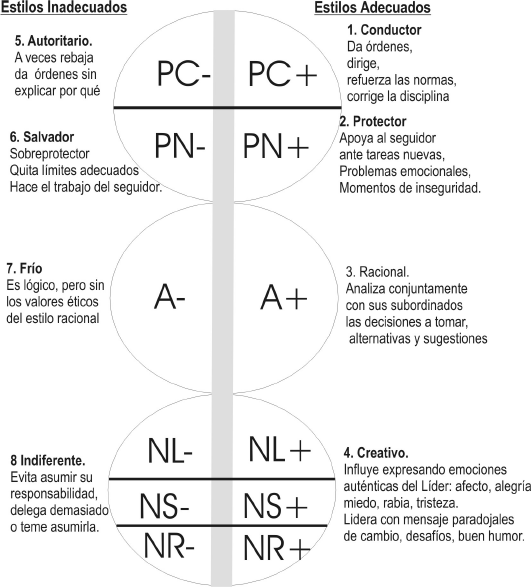 Estilos Inadecuados
Estilos Adecuados
5. Autoritario.
A veces rebaja
da órdenes sin
explicar por qué
PC-
PC+
1. Conductor
Da órdenes,
dirige,
refuerza las normas,
corrige la disciplina
6. Salvador
Sobreprotector
Quita límites adecuados
Hace el trabajo del seguidor.
PN-
PN+
2. Protector
Apoya al seguidor
ante tareas nuevas,
Problemas emocionales,
Momentos de inseguridad.
7. Frío
Es lógico, pero sin
los valores éticos
del estilo racional
A-
A+
3. Racional.
Analiza conjuntamente
con sus subordinados
las decisiones a tomar,
alternativas y sugestiones
8 Indiferente.
Evita asumir su
responsabilidad,
delega demasiado
o teme asumirla.
NL-
NL+
NS-
NS+
NR-
NR+
4. Creativo.
Influye expresando emociones
auténticas del Líder: afecto, alegría
miedo, rabia, tristeza.
Lidera con mensaje paradojales
de cambio, desafíos, buen humor.